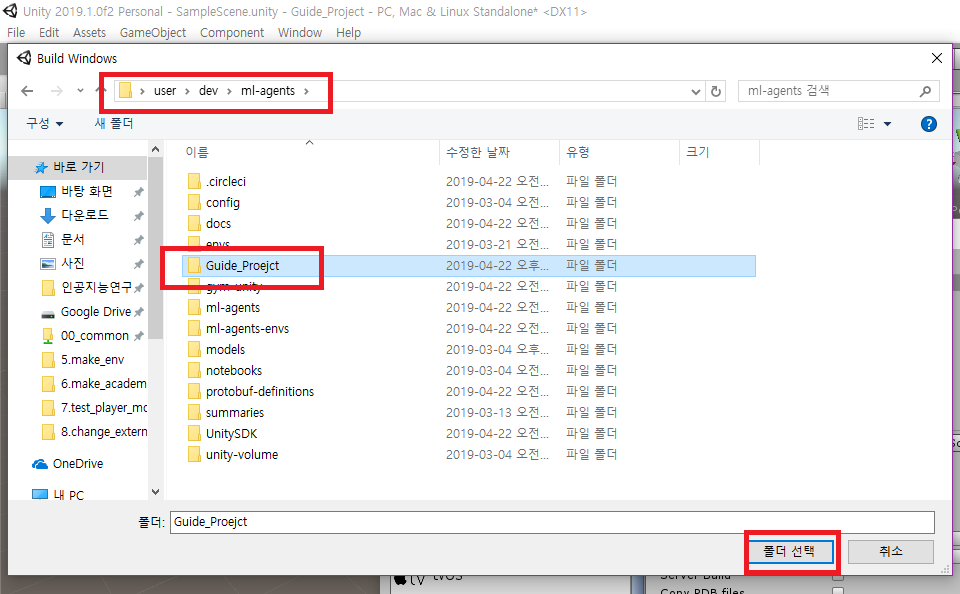 Unity 2019.1.0f2 Personal - SampleScene.unity - Guide_Project - PC, Mac & Linux Standalone* <DX11>
File Edit Assets GameObject Component Window Help
Build Windows
user dev ml-agents
ml-agents 검색
구성 새 폴더
이름 수정한 날짜 유형 크기
바로 가기
바탕 화면
다운로드
문서
사진
인공지능연구
Google Drive
00_common
5.make_env
6.make_academ
7.test_player_mo
8.change_extern
OneDrive
내 PC
.circleci 2019-04-22 오전... 파일 폴더
config 2019-03-04 오전... 파일 폴더
docs 2019-04-22 오전... 파일 폴더
envs 2019-03-21 오전... 파일 폴더
Guide_Proejct 2019-04-22 오후... 파일 폴더
gym-unity 2019-04-22 오전... 파일 폴더
ml-agents 2019-04-22 오전... 파일 폴더
ml-agents-envs 2019-04-22 오전... 파일 폴더
models 2019-03-04 오후... 파일 폴더
notebooks 2019-03-04 오전... 파일 폴더
protobuf-definitions 2019-04-22 오전... 파일 폴더
summaries 2019-03-13 오전... 파일 폴더
UnitySDK 2019-04-22 오전... 파일 폴더
unity-volume 2019-03-04 오전... 파일 폴더
폴더: Guide_Proejct
폴더 선택 취소
tv tvOS
Server Build
Copy PDB files